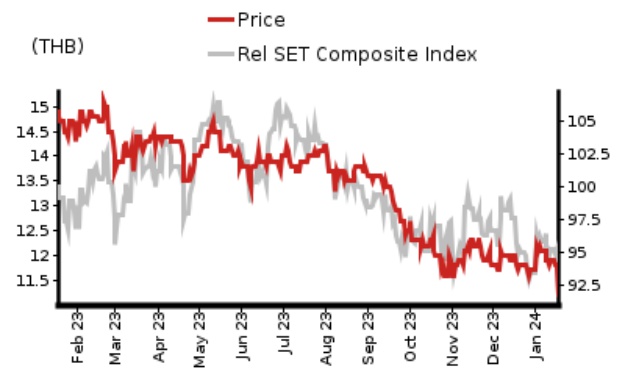 Price
(THB)
Rel SET Composite Index
15
14.5
14
13.5
13
12.5
12
11.5
105
102.5
100
97.5
95
92.5
Feb 23
Mar 23
Apr 23
May 23
Jun 23
Jul 23
Aug 23
Sep 23
Oct 23
Nov 23
Dec 23
Jan 24